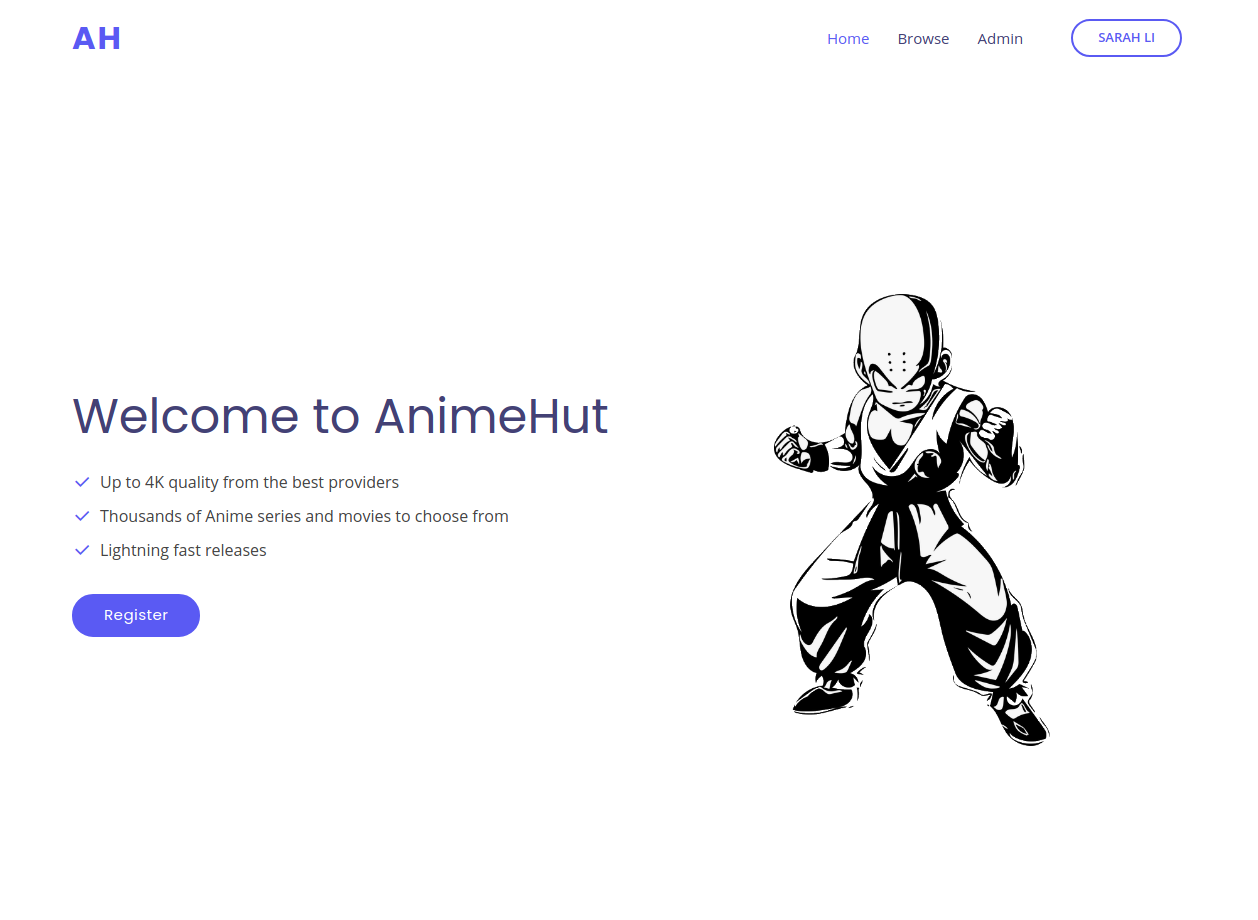 AH
Home Browse Admin SARAH LI
Welcome to AnimeHut
Up to 4K quality from the best providers
Thousands of Anime series and movies to choose from
Lightning fast releases
Register